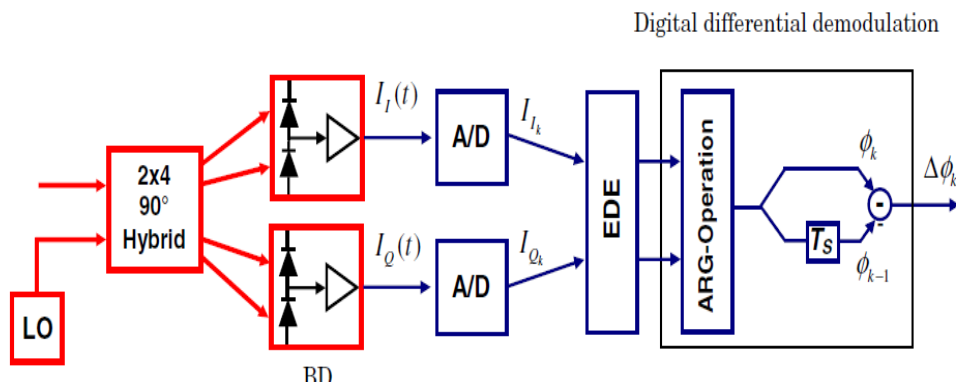 Digital differential demodulation
I_I(t)
A/D
I_{I_k}
2x4
90°
Hybrid
LO
I_Q(t)
A/D
I_{Q_k}
BD
EDE
ARG-Operation
ϕ_k
T_S
-
-
ϕ_{k-1}
Δϕ_k